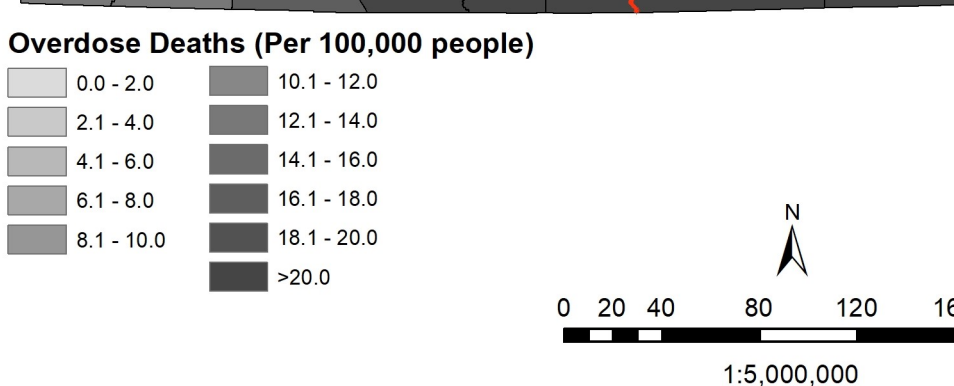 Overdose Deaths (Per 100,000 people)
0.0 - 2.0
2.1 - 4.0
4.1 - 6.0
6.1 - 8.0
8.1 - 10.0
10.1 - 12.0
12.1 - 14.0
14.1 - 16.0
16.1 - 18.0
18.1 - 20.0
>20.0
N
0 20 40 80 120
1:5,000,000